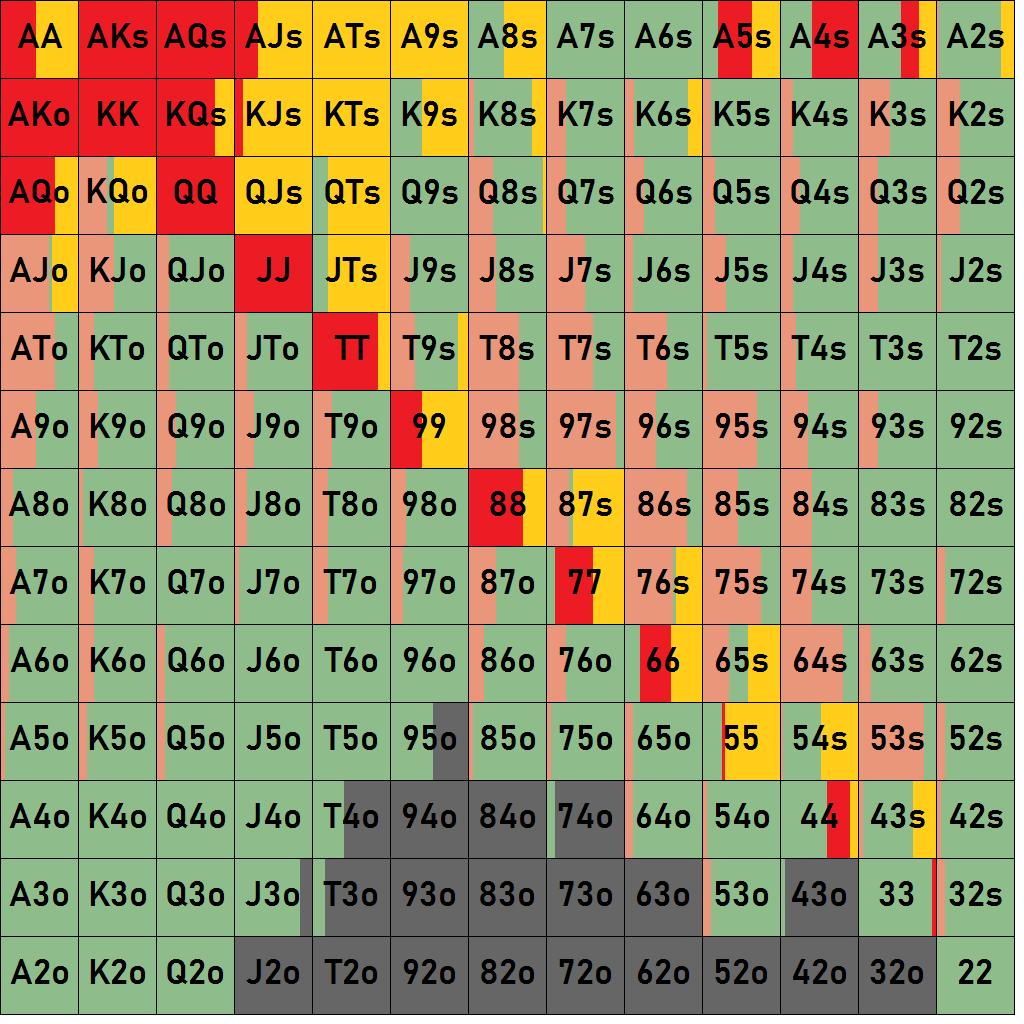 AA AKs AQs AJs ATs A9s A8s A7s A6s A5s A4s A3s A2s
AKo KK KQs KJs KTs K9s K8s K7s K6s K5s K4s K3s K2s
AQo KQo QQ QJs QTs Q9s Q8s Q7s Q6s Q5s Q4s Q3s Q2s
AJo KJo QJo JJ JTs J9s J8s J7s J6s J5s J4s J3s J2s
ATo KTo QTo JTo TT T9s T8s T7s T6s T5s T4s T3s T2s
A9o K9o Q9o J9o T9o 99 98s 97s 96s 95s 94s 93s 92s
A8o K8o Q8o J8o T8o 98o 88 87s 86s 85s 84s 83s 82s
A7o K7o Q7o J7o T7o 97o 87o 77 76s 75s 74s 73s 72s
A6o K6o Q6o J6o T6o 96o 86o 76o 66 65s 64s 63s 62s
A5o K5o Q5o J5o T5o 95o 85o 75o 65o 55 54s 53s 52s
A4o K4o Q4o J4o T4o 94o 84o 74o 64o 54o 44 43s 42s
A3o K3o Q3o J3o T3o 93o 83o 73o 63o 53o 43o 33 32s
A2o K2o Q2o J2o T2o 92o 82o 72o 62o 52o 42o 32o 22